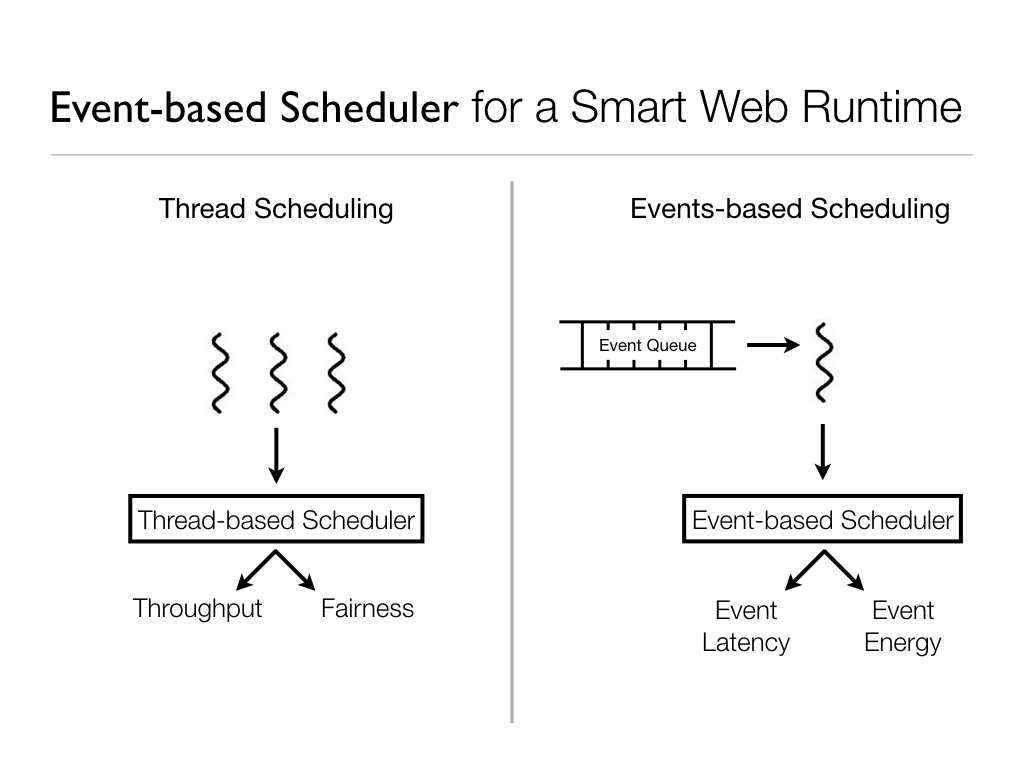 Event-based Scheduler for a Smart Web Runtime
Thread Scheduling
Thread-based Scheduler
Throughput Fairness
Events-based Scheduling
Event Queue
Event-based Scheduler
Event Latency
Event Energy